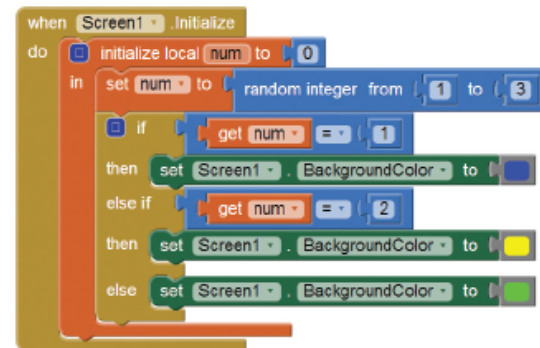 when Screen1 .Initialize
do initialize local num to 0
in set num to random integer from 1 to 3
if get num = 1
then set Screen1 . BackgroundColor to
else if get num = 2
then set Screen1 . BackgroundColor to
else set Screen1 . BackgroundColor to